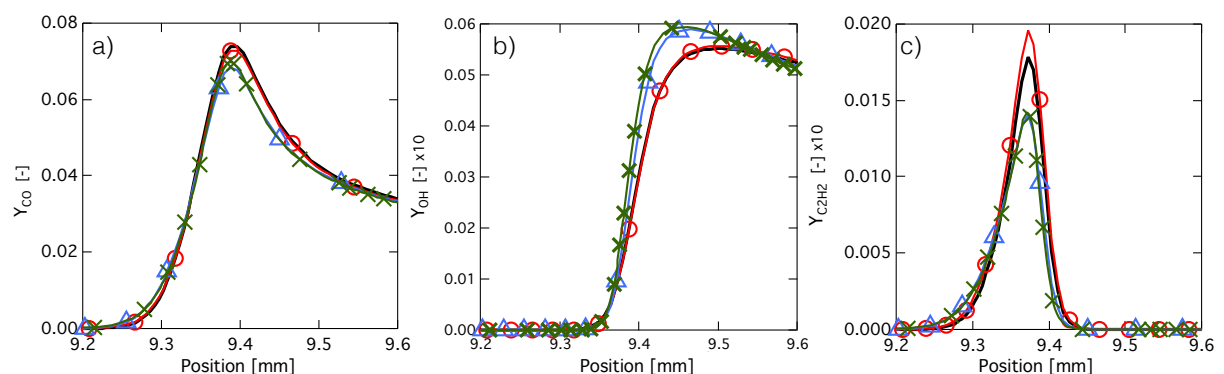 a)
0.08
0.06
0.04
0.02
0.00
Y_CO [-]
9.2 9.3 9.4 9.5 9.6
Position [mm]
b)
0.06
0.05
0.04
0.03
0.02
0.01
0.00
Y_OH [-] x10
9.2 9.3 9.4 9.5 9.6
Position [mm]
c)
0.020
0.015
0.010
0.005
0.000
Y_C2H2 [-] x10
9.2 9.3 9.4 9.5 9.6
Position [mm]